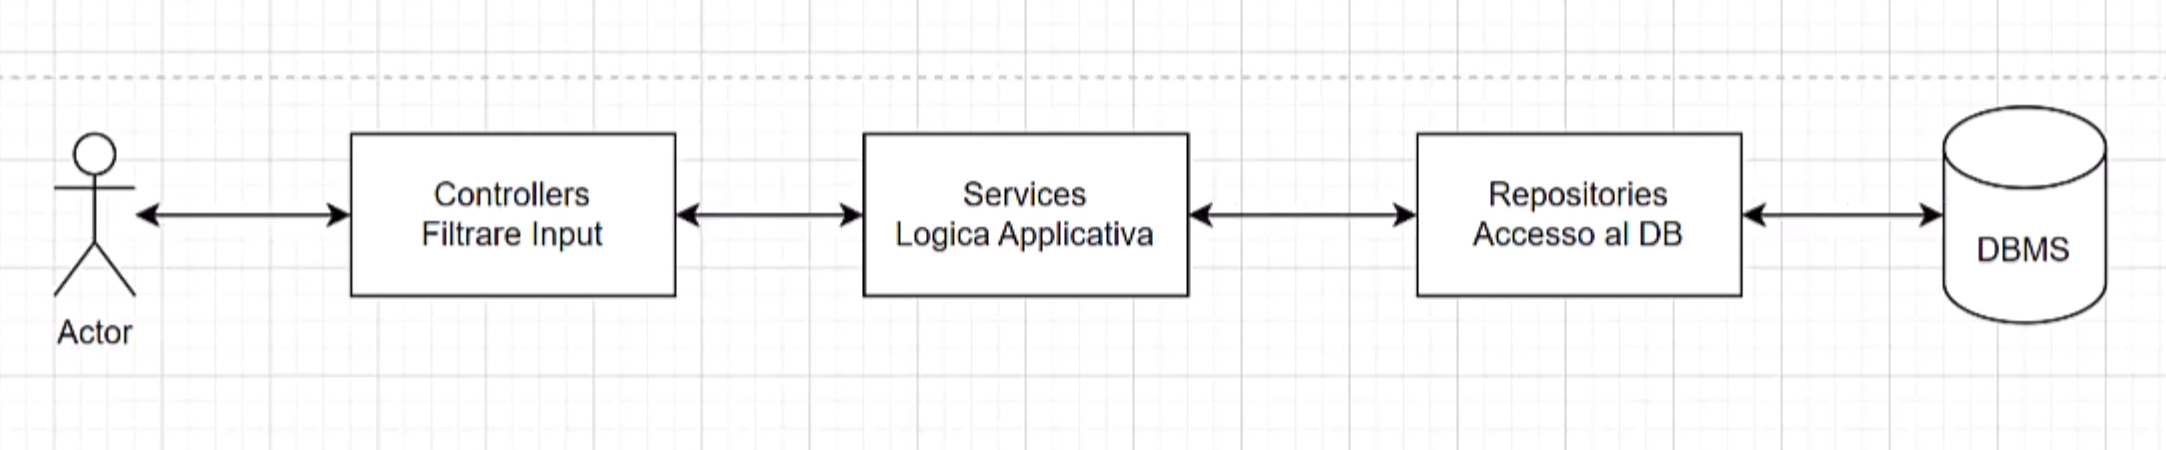 Controllers
Filtrare Input
Services
Logica Applicativa
Repositories
Accesso al DB
DBMS
Actor